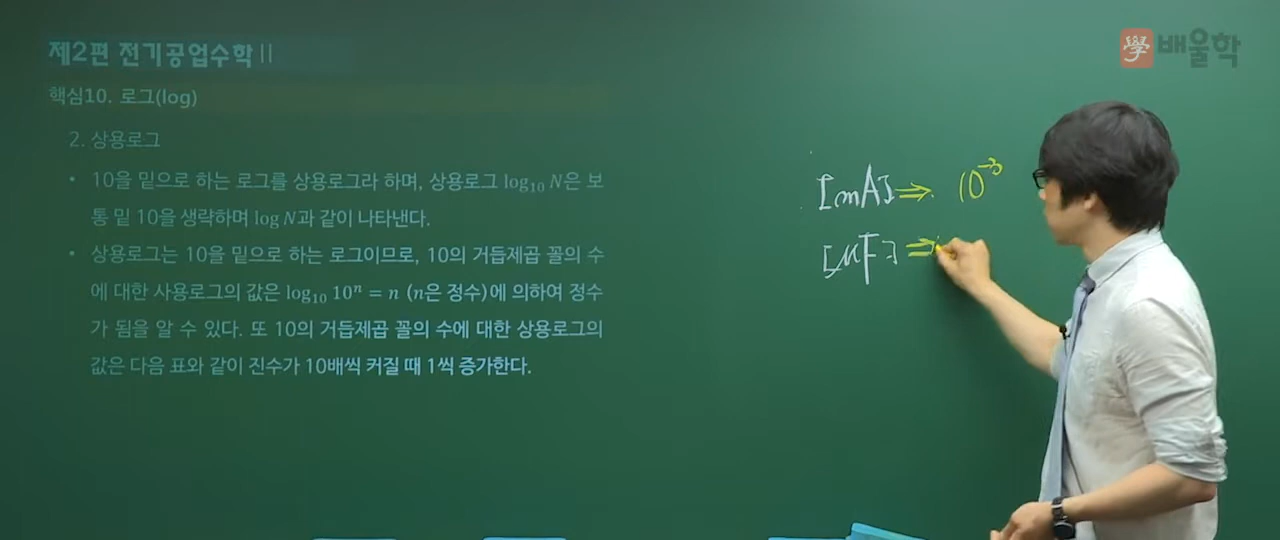 제2편 전기공업수학 II
學 배울학
핵심10. 로그(log)
2. 상용로그
• 10을 밑으로 하는 로그를 상용로그라 하며, 상용로그 log₁₀ N은 보
통 밑 10을 생략하며 log N과 같이 나타낸다.
• 상용로그는 10을 밑으로 하는 로그이므로, 10의 거듭제곱 꼴의 수
에 대한 사용로그의 값은 log₁₀ 10ⁿ = n (n은 정수)에 의하여 정수
가 됨을 알 수 있다. 또 10의 거듭제곱 꼴의 수에 대한 상용로그의
값은 다음 표와 같이 진수가 10배씩 커질 때 1씩 증가한다.
[mA] ⇒ 10⁻³
[μF] ⇒